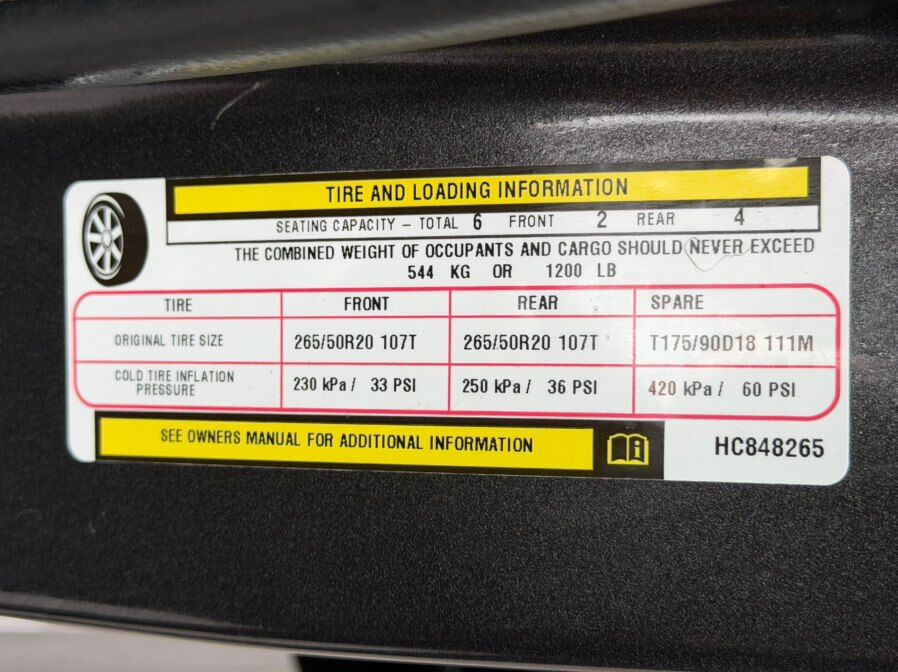 TIRE AND LOADING INFORMATION
SEATING CAPACITY – TOTAL 6 FRONT 2 REAR 4
THE COMBINED WEIGHT OF OCCUPANTS AND CARGO SHOULD NEVER EXCEED
544 KG OR 1200 LB
TIRE FRONT REAR SPARE
ORIGINAL TIRE SIZE 265/50R20 107T 265/50R20 107T T175/90D18 111M
COLD TIRE INFLATION PRESSURE 230 kPa / 33 PSI 250 kPa / 36 PSI 420 kPa / 60 PSI
SEE OWNERS MANUAL FOR ADDITIONAL INFORMATION
HC848265